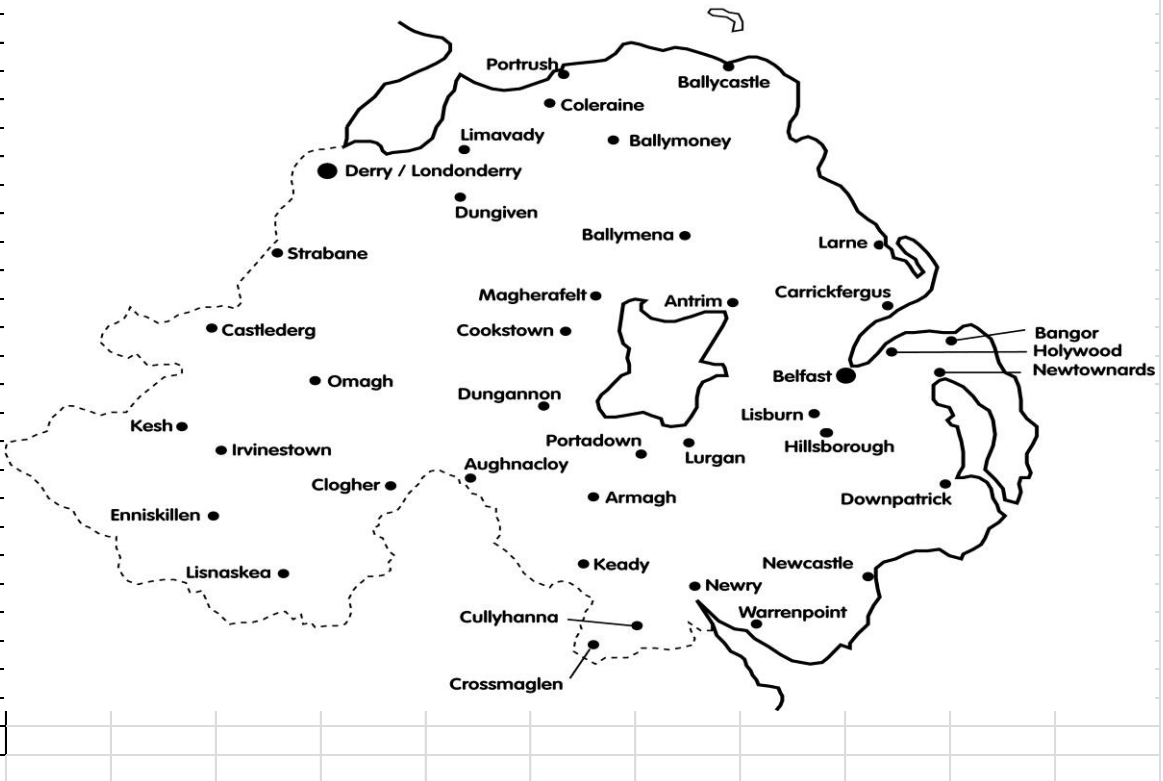 Portrush
Ballycastle
Coleraine
Limavady
Ballymoney
Derry / Londonderry
Dungiven
Ballymena
Larne
Strabane
Magherafelt
Antrim
Carrickfergus
Castlederg
Cookstown
Bangor
Holywood
Newtownards
Belfast
Omagh
Dungannon
Lisburn
Kesh
Portadown
Hillsborough
Irvinestown
Lurgan
Aughnacloy
Clogher
Armagh
Downpatrick
Enniskillen
Keady
Newcastle
Lisnaskea
Newry
Cullyhanna
Warrenpoint
Crossmaglen